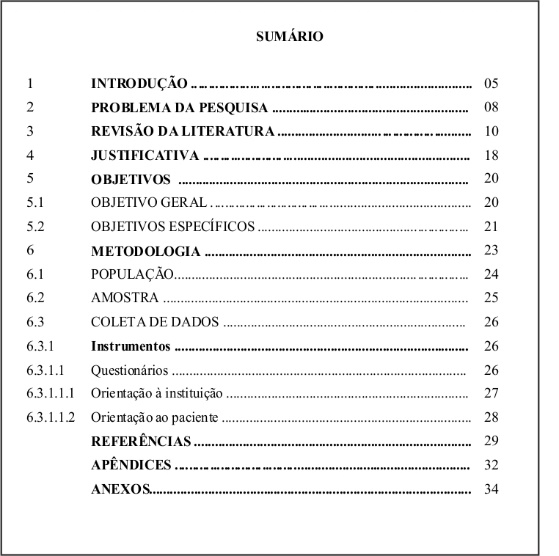 SUMÁRIO
1 INTRODUÇÃO ........................................................ 05
2 PROBLEMA DA PESQUISA ........................................................ 08
3 REVISÃO DA LITERATURA ........................................................ 10
4 JUSTIFICATIVA ........................................................ 18
5 OBJETIVOS ........................................................ 20
5.1 OBJETIVO GERAL ........................................................ 20
5.2 OBJETIVOS ESPECÍFICOS ........................................................ 21
6 METODOLOGIA ........................................................ 23
6.1 POPULAÇÃO........................................................ 24
6.2 AMOSTRA ........................................................ 25
6.3 COLETA DE DADOS ........................................................ 26
6.3.1 Instrumentos ........................................................ 26
6.3.1.1 Questionários ........................................................ 26
6.3.1.1.1 Orientação à instituição ........................................................ 27
6.3.1.1.2 Orientação ao paciente ........................................................ 28
REFERÊNCIAS ........................................................ 29
APÊNDICES ........................................................ 32
ANEXOS........................................................ 34